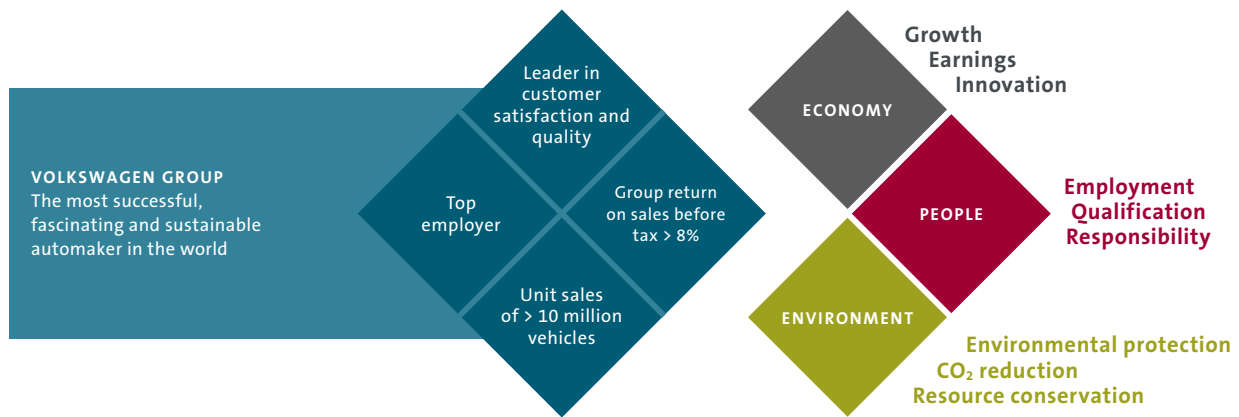 VOLKSWAGEN GROUP
The most successful,
fascinating and sustainable
automaker in the world
Leader in
customer
satisfaction and
quality
Top
employer
Group return
on sales before
tax > 8%
Unit sales
of > 10 million
vehicles
ECONOMY
Growth
Earnings
Innovation
PEOPLE
Employment
Qualification
Responsibility
ENVIRONMENT
Environmental protection
CO₂ reduction
Resource conservation